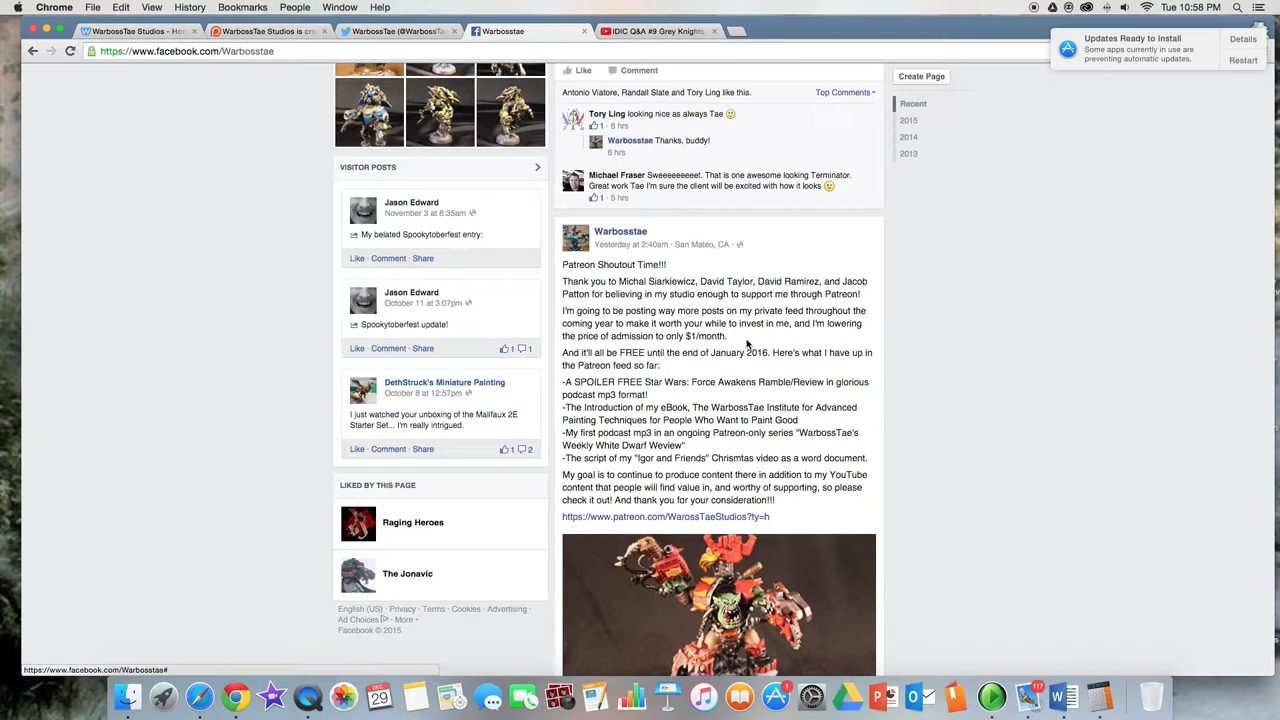 Chrome File Edit View History Bookmarks People Window Help
Tue 10:58 PM
WarbossTae Studios - Ho
WarbossTae Studios is crea
WarbossTae (@WarbossTa
Warbosstae
IDIC Q&A #9 Grey Knights
https://www.facebook.com/Warbosstae
Updates Ready to Install
Some apps currently in use are
preventing automatic updates.
Details
Restart
VISITOR POSTS
Jason Edward
November 3 at 8:35am
My belated Spookytoberfest entry:
Like · Comment · Share
Jason Edward
October 11 at 3:07pm
Spookytoberfest update!
Like · Comment · Share 1 1
DethStruck's Miniature Painting
October 8 at 12:57pm
I just watched your unboxing of the Malifaux 2E
Starter Set... I'm really intrigued.
Like · Comment · Share 1 2
LIKED BY THIS PAGE
Raging Heroes
The Jonavic
English (US) · Privacy · Terms · Cookies · Advertising ·
Ad Choices · More
Facebook © 2015
Like Comment
Antonio Viatore, Randall Slate and Tory Ling like this.
Top Comments
Tory Ling looking nice as always Tae
1 · 8 hrs
Warbosstae Thanks, buddy!
6 hrs
Michael Fraser Sweeeeeeeeet. That is one awesome looking Terminator.
Great work Tae I'm sure the client will be excited with how it looks
1 · 5 hrs
Warbosstae
Yesterday at 2:40am · San Mateo, CA ·
Patreon Shoutout Time!!!
Thank you to Michal Siarkiewicz, David Taylor, David Ramirez, and Jacob
Patton for believing in my studio enough to support me through Patreon!
I'm going to be posting way more posts on my private feed throughout the
coming year to make it worth your while to invest in me, and I'm lowering
the price of admission to only $1/month.
And it'll all be FREE until the end of January 2016. Here's what I have up in
the Patreon feed so far:
-A SPOILER FREE Star Wars: Force Awakens Ramble/Review in glorious
podcast mp3 format!
-The Introduction of my eBook, The WarbossTae Institute for Advanced
Painting Techniques for People Who Want to Paint Good
-My first podcast mp3 in an ongoing Patreon-only series "WarbossTae's
Weekly White Dwarf Weview"
-The script of my "Igor and Friends" Chrismtas video as a word document.
My goal is to continue to produce content there in addition to my YouTube
content that people will find value in, and worthy of supporting, so please
check it out! And thank you for your consideration!!!
https://www.patreon.com/WarossTaeStudios?ty=h
Create Page
Recent
2015
2014
2013
https://www.facebook.com/Warbosstae#
DEC
29
1
117